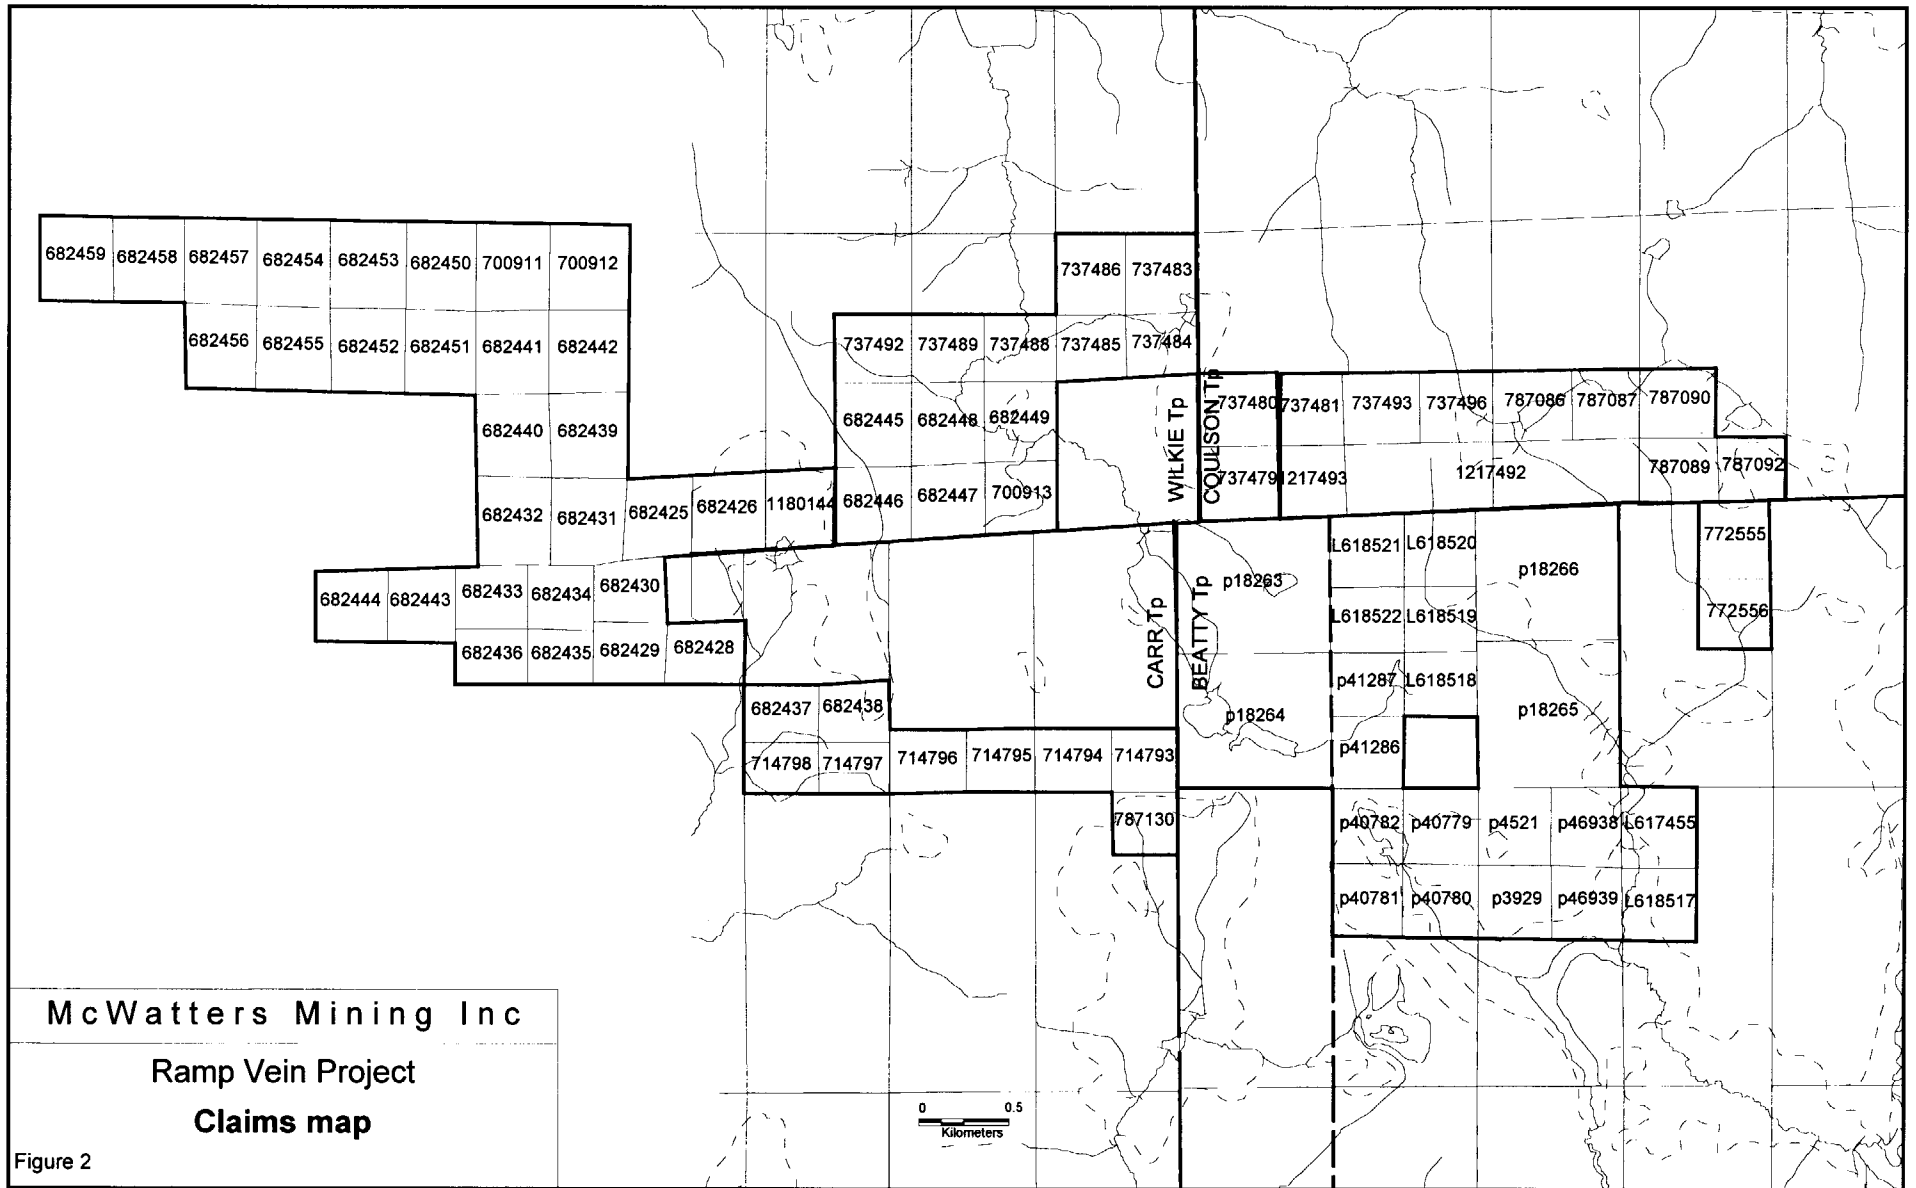 682459 682458 682457 682454 682453 682450 700911 700912
737486 737483
682456 682455 682452 682451 682441 682442
737492 737489 737488 737485 737484
682440 682439
682445 682448 682449
737480 737481 737493 737496 787086 787087 787090
682432 682431 682425 682426 1180144
682446 682447 700913
737479 1217493 1217492 787089 787092
WILKIE Tp
COULSON Tp
682444 682443 682433 682434 682430
682436 682435 682429 682428
CARR Tp
BEATTY Tp
p18263
L618521 L618520
p18266
772555
L618522 L618519
772556
p41287 L618518
p18264
p18265
p41286
682437 682438
714798 714797 714796 714795 714794 714793
787130
p40782 p40779 p4521 p46938 L617455
p40781 p40780 p3929 p46939 L618517
McWatters Mining Inc
Ramp Vein Project
Claims map
Figure 2
0 0.5
Kilometers